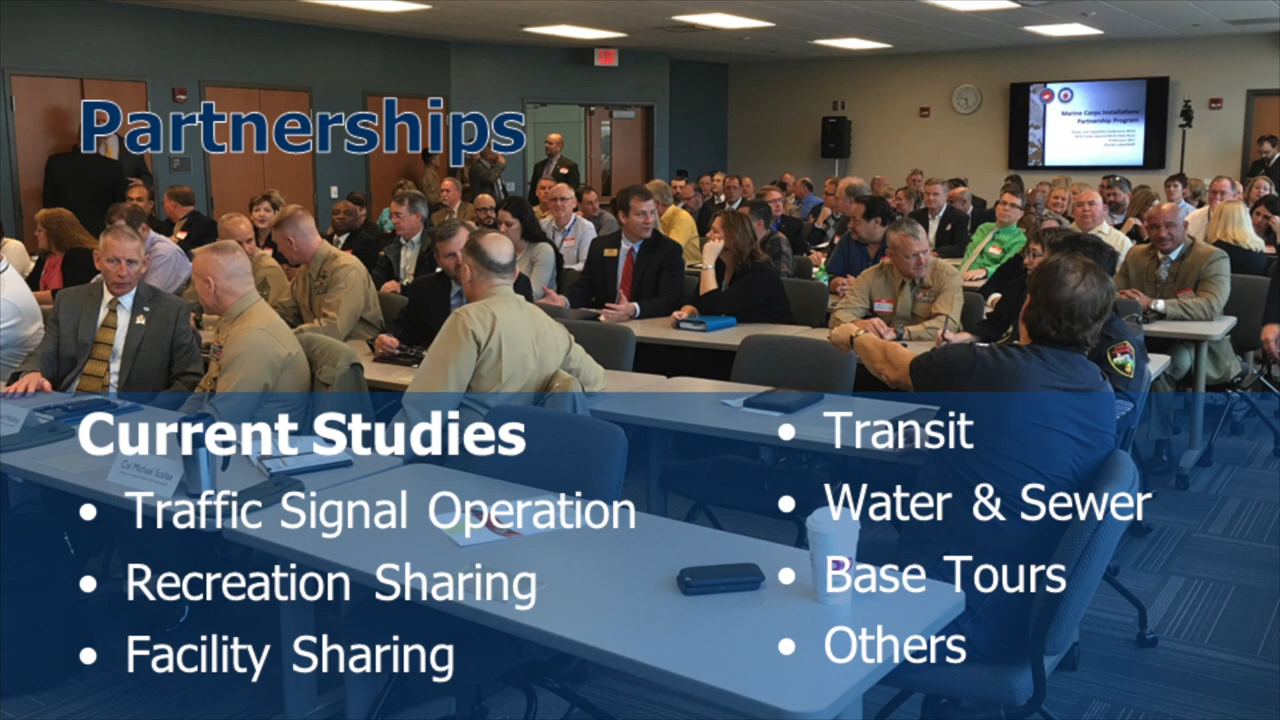 Partnerships
Marine Corps Installations
Partnership Program
Current Studies
• Traffic Signal Operation
• Recreation Sharing
• Facility Sharing
• Transit
• Water & Sewer
• Base Tours
• Others